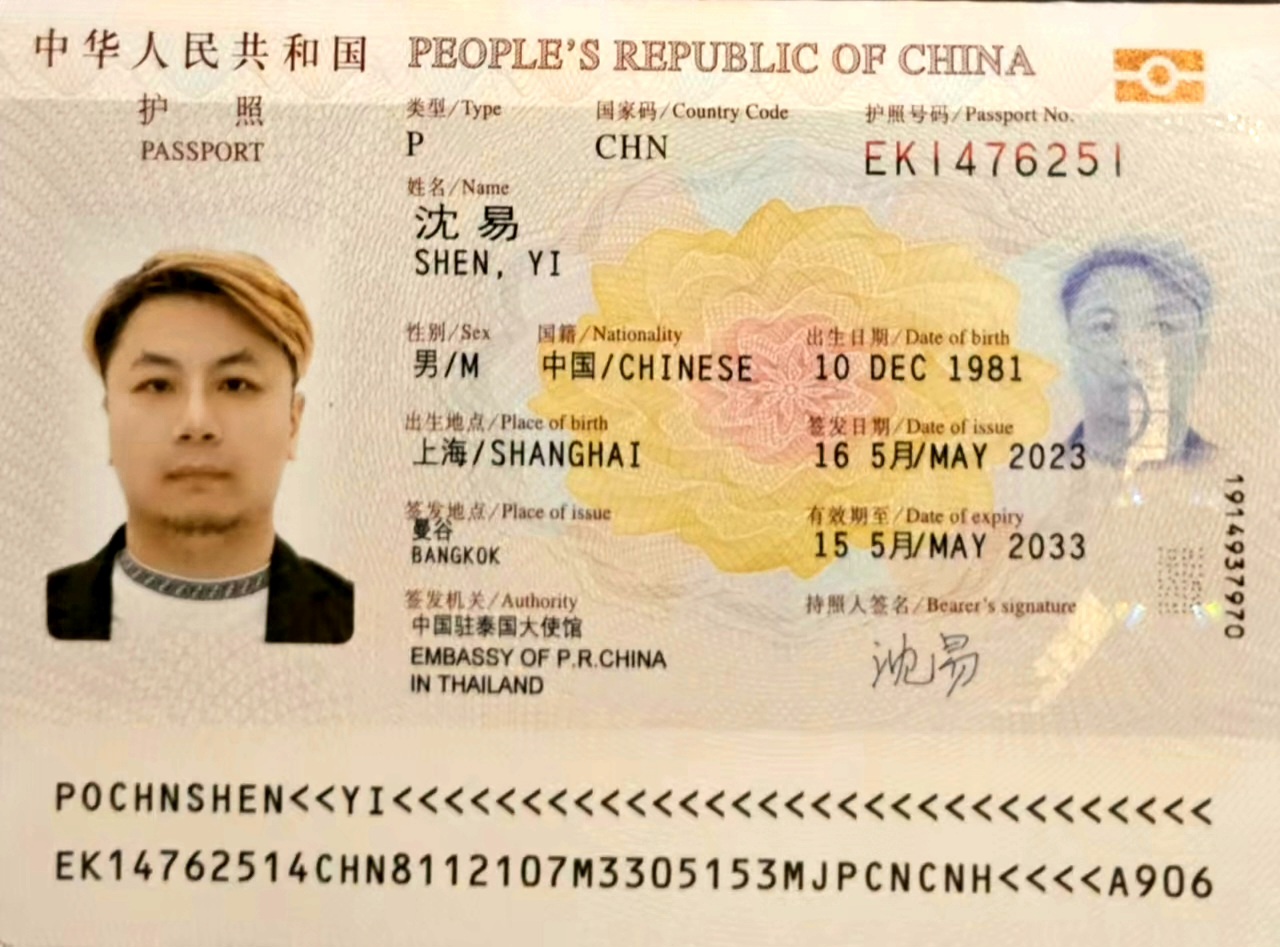 中华人民共和国 PEOPLE'S REPUBLIC OF CHINA
护 照
PASSPORT
类型/Type 国家码/Country Code 护照号码/Passport No.
P CHN EK1476251
姓名/Name
沈易
SHEN, YI
性别/Sex 国籍/Nationality 出生日期/Date of birth
男/M 中国/CHINESE 10 DEC 1981
出生地点/Place of birth 签发日期/Date of issue
上海/SHANGHAI 16 5月/MAY 2023
签发地点/Place of issue 有效期至/Date of expiry
曼谷
BANGKOK 15 5月/MAY 2033
签发机关/Authority 持照人签名/Bearer's signature
中国驻泰国大使馆
EMBASSY OF P.R.CHINA
IN THAILAND
沈易
1914937970
POCHNSHEN<<YI<<<<<<<<<<<<<<<<<<<<<<<<<<<<<<<
EK14762514CHN8112107M3305153MJPCNCNH<<<<A906